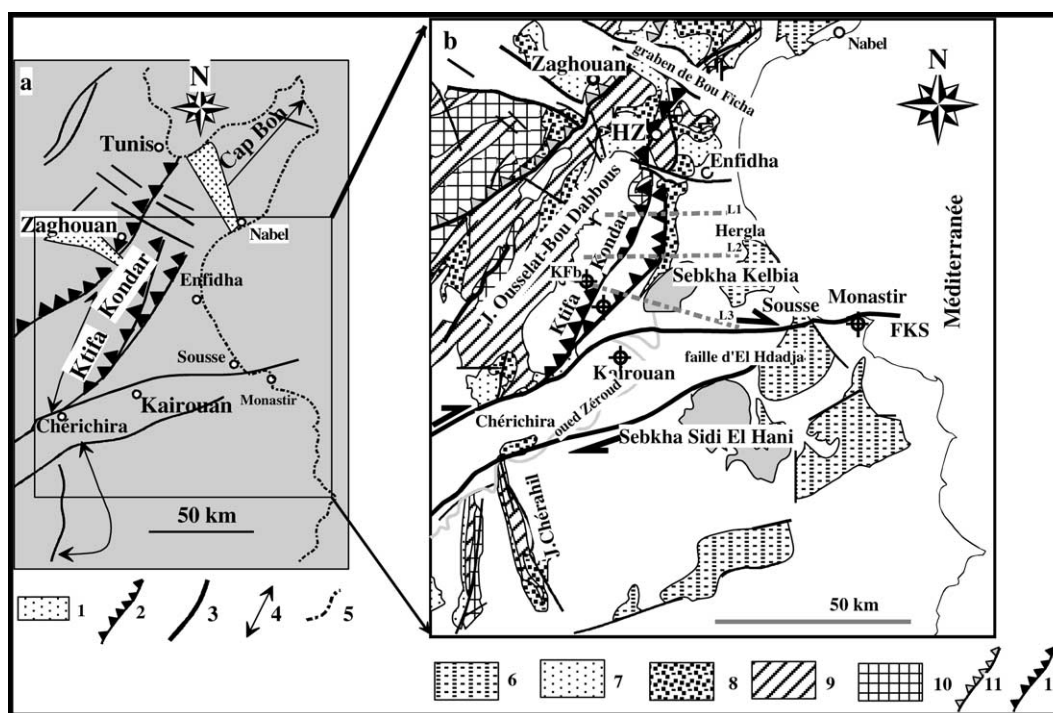 a
N
Tunis
Cap Bon
Zaghouan
Nabel
Kondar
Ktifa
Enfidha
Sousse
Kairouan
Monastir
Chérichira
50 km
1
2
3
4
5
b
Nabel
N
Zaghouan
graben de Bou Ficha
HZ
Enfidha
J. Ousselat-Bou Dabbous
L1
Hergla
Kondar
L2
KFb
Sebkha Kelbia
Ktifa
Sousse
Monastir
L3
FKS
Méditerranée
faille d'El Hdadja
Kairouan
Chérichira
oued Zéroud
Sebkha Sidi El Hani
J.Chérahil
50 km
6
7
8
9
10
11
1